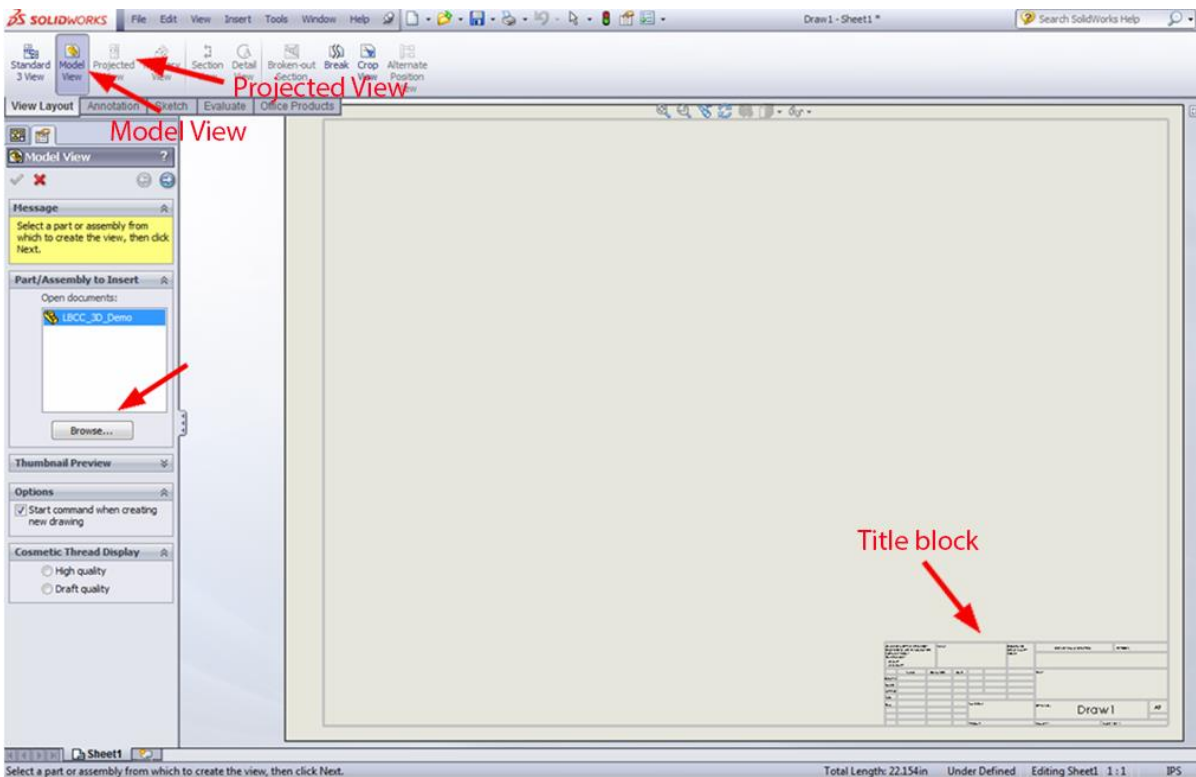 SOLIDWORKS File Edit View Insert Tools Window Help Draw1 - Sheet1 * Search SolidWorks Help
Standard Model Projected Section Detail Broken-out Break Crop Alternate
3 View View View Section View Position
Projected View
View Layout Annotation Sketch Evaluate Office Products
Model View
Model View ?
Message
Select a part or assembly from
which to create the view, then click
Next.
Part/Assembly to Insert
Open documents:
LBCC_3D_Demo
Browse...
Thumbnail Preview
Options
Start command when creating
new drawing
Cosmetic Thread Display
High quality
Draft quality
Title block
Draw1
Sheet1
Select a part or assembly from which to create the view, then click Next. Total Length: 22.154in Under Defined Editing Sheet1 1 : 1 IPS